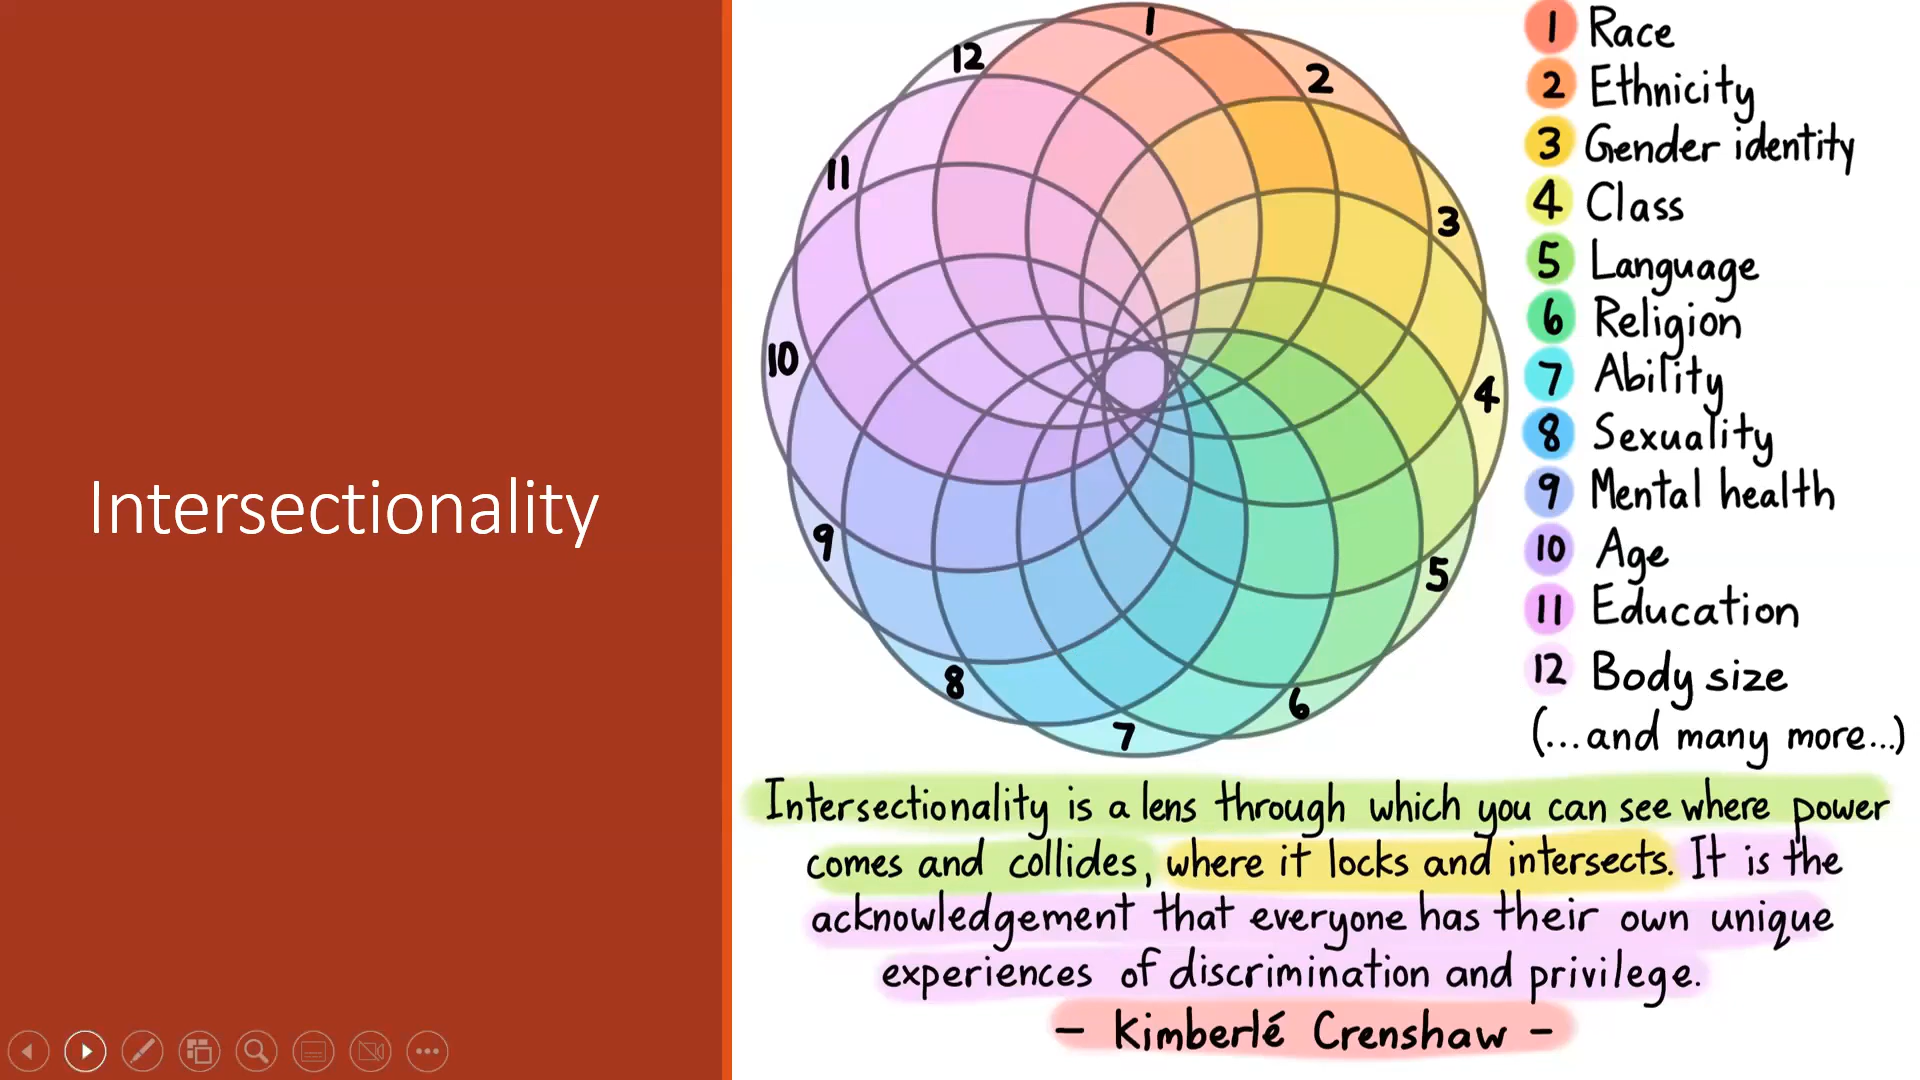 Intersectionality
1
2
3
4
5
6
7
8
9
10
11
12
1 Race
2 Ethnicity
3 Gender identity
4 Class
5 Language
6 Religion
7 Ability
8 Sexuality
9 Mental health
10 Age
11 Education
12 Body size
(...and many more...)
Intersectionality is a lens through which you can see where power
comes and collides, where it locks and intersects. It is the
acknowledgement that everyone has their own unique
experiences of discrimination and privilege.
- Kimberlé Crenshaw -